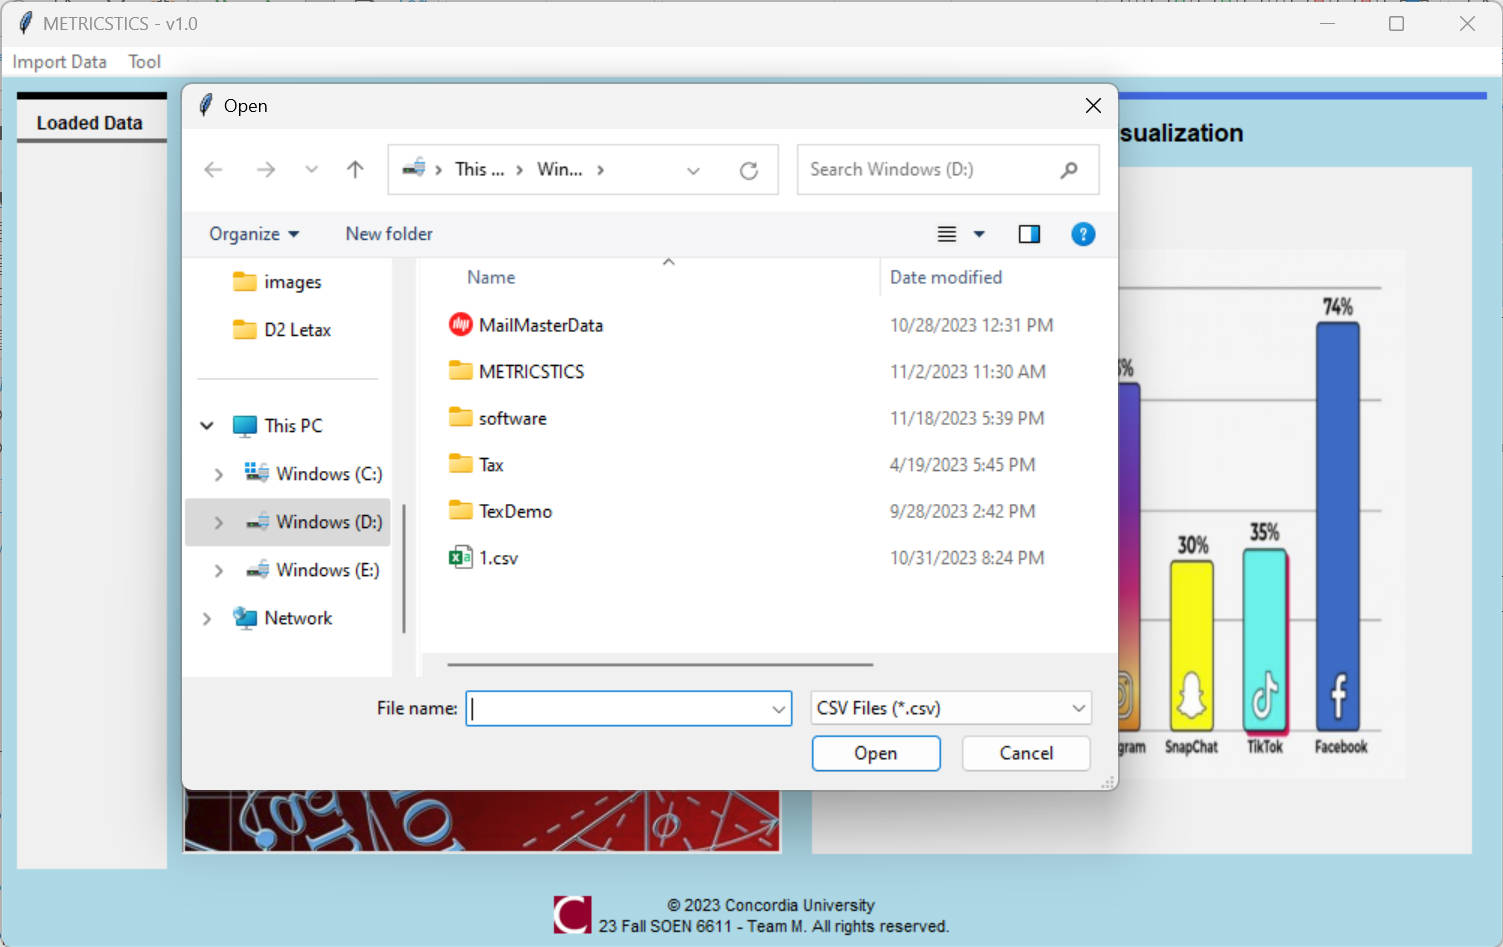 METRICSTICS - v1.0
Import Data Tool
Loaded Data
Open
This ... Win...
Search Windows (D:)
Organize New folder
?
images
D2 Letax
This PC
Windows (C:)
Windows (D:)
Windows (E:)
Network
Name Date modified
MailMasterData 10/28/2023 12:31 PM
METRICSTICS 11/2/2023 11:30 AM
software 11/18/2023 5:39 PM
Tax 4/19/2023 5:45 PM
TexDemo 9/28/2023 2:42 PM
1.csv 10/31/2023 8:24 PM
File name: CSV Files (*.csv)
Open Cancel
sualization
74%
%
30%
35%
gram SnapChat TikTok Facebook
© 2023 Concordia University
23 Fall SOEN 6611 - Team M. All rights reserved.